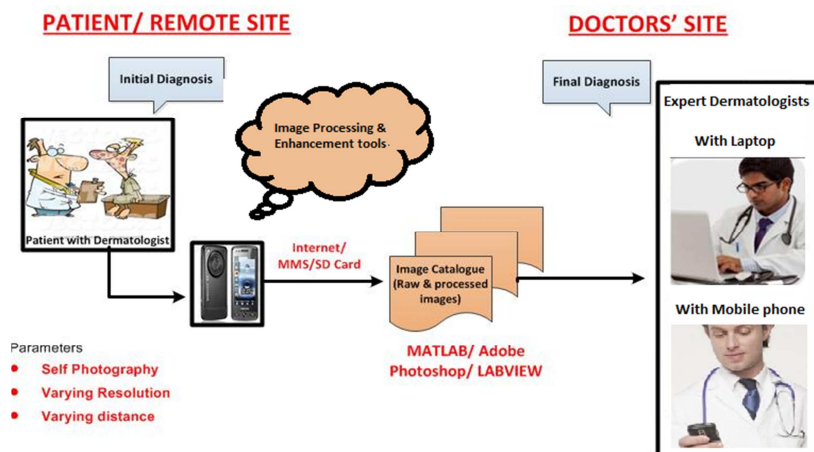 PATIENT/ REMOTE SITE
DOCTORS' SITE
Initial Diagnosis
Final Diagnosis
Image Processing &
Enhancement tools
Expert Dermatologists
With Laptop
Patient with Dermatologist
Internet/
MMS/SD Card
Image Catalogue
(Raw & processed
images)
With Mobile phone
MATLAB/ Adobe
Photoshop/ LABVIEW
Parameters
Self Photography
Varying Resolution
Varying distance